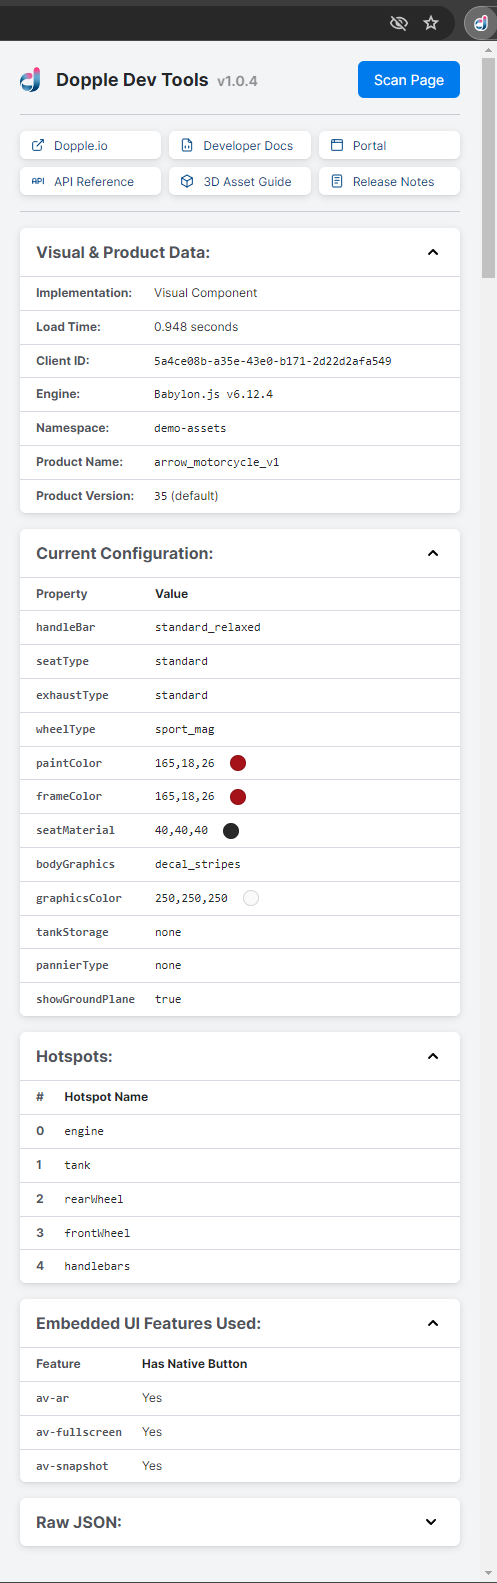 Dopple Dev Tools v1.0.4
Scan Page
Dopple.io
Developer Docs
Portal
API API Reference
3D Asset Guide
Release Notes
Visual & Product Data:
Implementation: Visual Component
Load Time: 0.948 seconds
Client ID: 5a4ce08b-a35e-43e0-b171-2d22d2afa549
Engine: Babylon.js v6.12.4
Namespace: demo-assets
Product Name: arrow_motorcycle_v1
Product Version: 35 (default)
Current Configuration:
Property Value
handleBar standard_relaxed
seatType standard
exhaustType standard
wheelType sport_mag
paintColor 165,18,26
frameColor 165,18,26
seatMaterial 40,40,40
bodyGraphics decal_stripes
graphicsColor 250,250,250
tankStorage none
pannierType none
showGroundPlane true
Hotspots:
# Hotspot Name
0 engine
1 tank
2 rearWheel
3 frontWheel
4 handlebars
Embedded UI Features Used:
Feature Has Native Button
av-ar Yes
av-fullscreen Yes
av-snapshot Yes
Raw JSON: